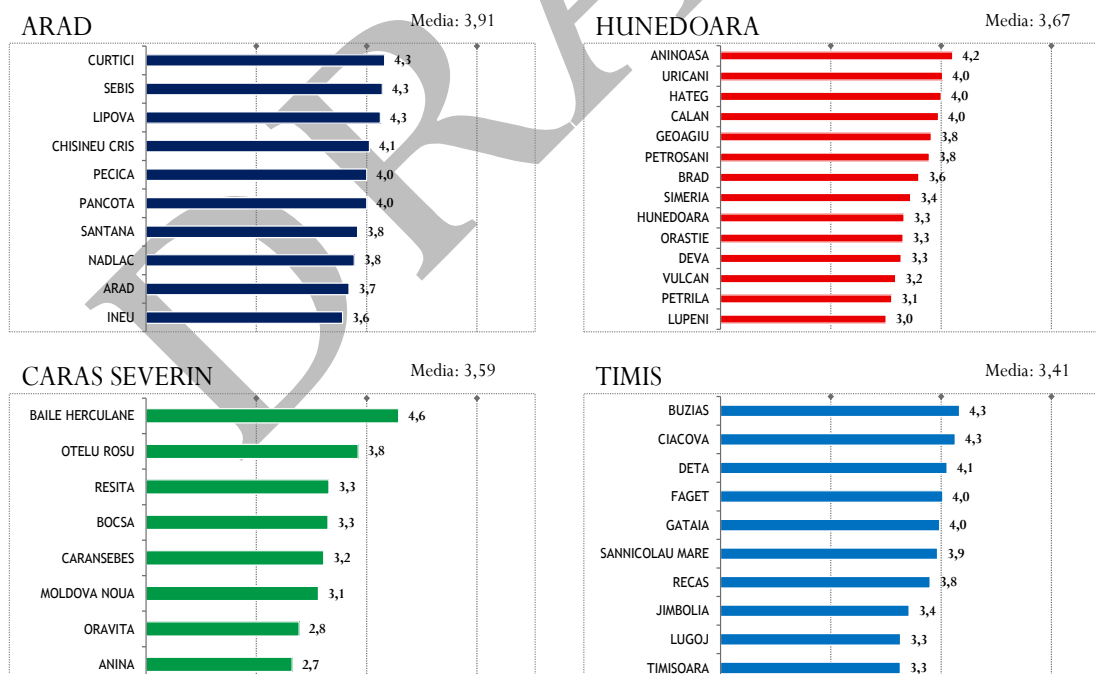 ARAD
Media: 3,91
CURTICI 4,3
SEBIS 4,3
LIPOVA 4,3
CHISINEU CRIS 4,1
PECICA 4,0
PANCOTA 4,0
SANTANA 3,8
NADLAC 3,8
ARAD 3,7
INEU 3,6
HUNEDOARA
Media: 3,67
ANINOASA 4,2
URICANI 4,0
HATEG 4,0
CALAN 4,0
GEOAGIU 3,8
PETROSANI 3,8
BRAD 3,6
SIMERIA 3,4
HUNEDOARA 3,3
ORASTIE 3,3
DEVA 3,3
VULCAN 3,2
PETRILA 3,1
LUPENI 3,0
CARAS SEVERIN
Media: 3,59
BAILE HERCULANE 4,6
OTELU ROSU 3,8
RESITA 3,3
BOCSA 3,3
CARANSEBES 3,2
MOLDOVA NOUA 3,1
ORAVITA 2,8
ANINA 2,7
TIMIS
Media: 3,41
BUZIAS 4,3
CIACOVA 4,3
DETA 4,1
FAGET 4,0
GATAIA 4,0
SANNICOLAU MARE 3,9
RECAS 3,8
JIMBOLIA 3,4
LUGOJ 3,3
TIMISOARA 3,3